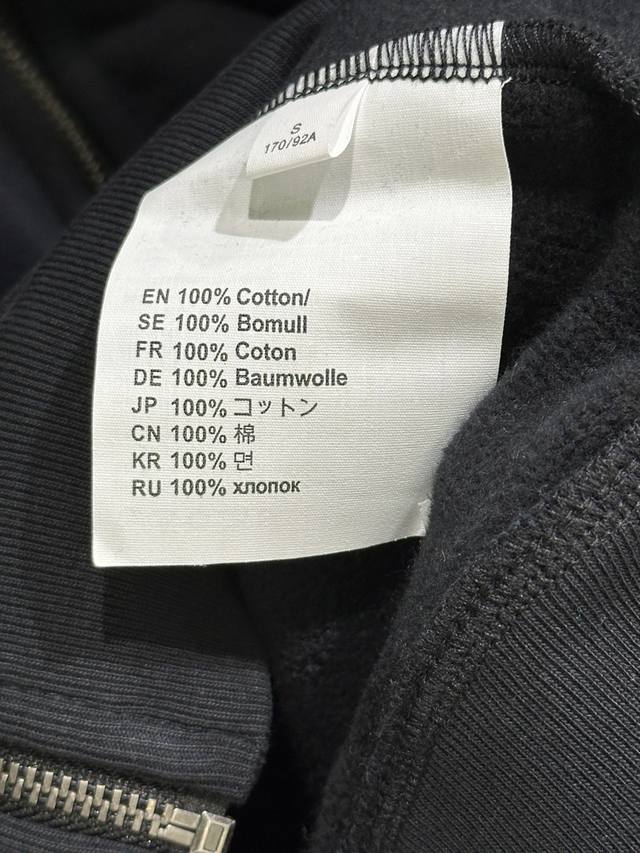 S
170/92A
EN 100% Cotton/
SE 100% Bomull
FR 100% Coton
DE 100% Baumwolle
JP 100% コットン
CN 100% 棉
KR 100% 면
RU 100% хлопок